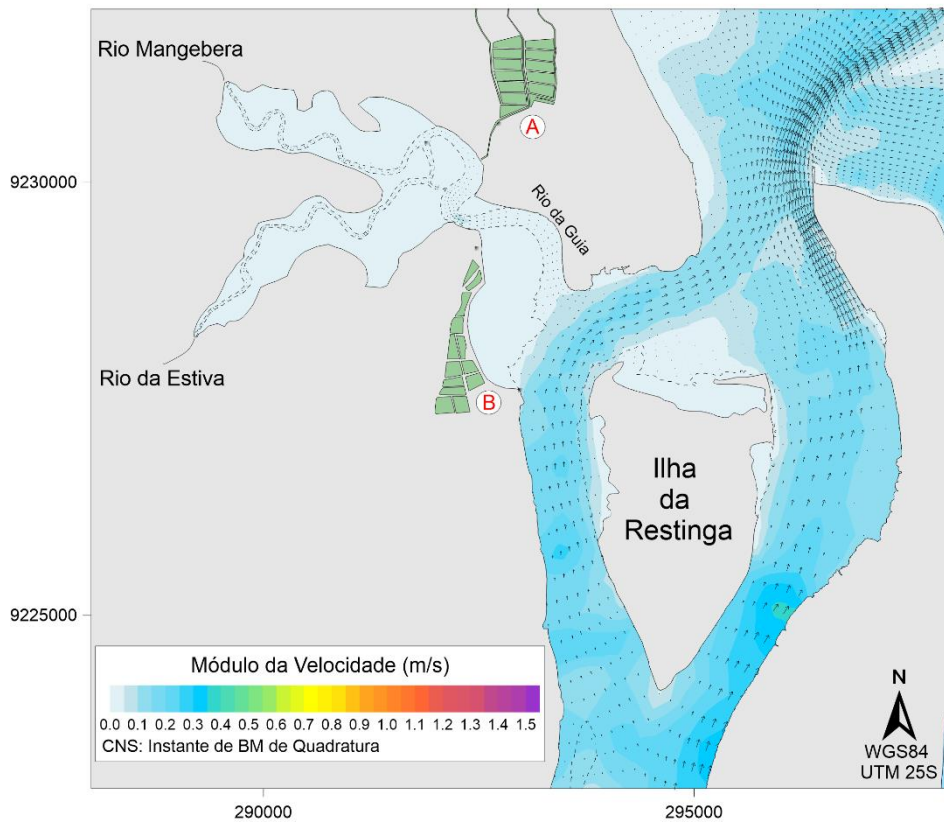 Rio Mangebera
A
9230000
Rio da Guia
Rio da Estiva
B
Ilha
da
Restinga
9225000
Módulo da Velocidade (m/s)
0.0 0.1 0.2 0.3 0.4 0.5 0.6 0.7 0.8 0.9 1.0 1.1 1.2 1.3 1.4 1.5
CNS: Instante de BM de Quadratura
N
WGS84
UTM 25S
290000 295000